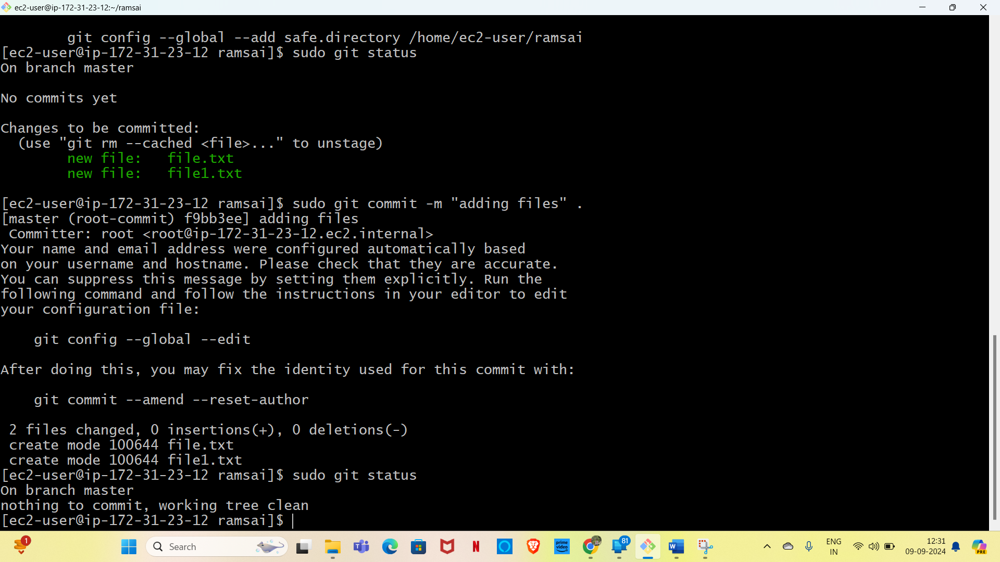 ec2-user@ip-172-31-23-12:~/ramsai
        git config --global --add safe.directory /home/ec2-user/ramsai
[ec2-user@ip-172-31-23-12 ramsai]$ sudo git status
On branch master
No commits yet
Changes to be committed:
  (use "git rm --cached <file>..." to unstage)
        new file:   file.txt
        new file:   file1.txt
[ec2-user@ip-172-31-23-12 ramsai]$ sudo git commit -m "adding files" .
[master (root-commit) f9bb3ee] adding files
 Committer: root <root@ip-172-31-23-12.ec2.internal>
Your name and email address were configured automatically based
on your username and hostname. Please check that they are accurate.
You can suppress this message by setting them explicitly. Run the
following command and follow the instructions in your editor to edit
your configuration file:
    git config --global --edit
After doing this, you may fix the identity used for this commit with:
    git commit --amend --reset-author
 2 files changed, 0 insertions(+), 0 deletions(-)
 create mode 100644 file.txt
 create mode 100644 file1.txt
[ec2-user@ip-172-31-23-12 ramsai]$ sudo git status
On branch master
nothing to commit, working tree clean
[ec2-user@ip-172-31-23-12 ramsai]$
1
Search
N
prime video
81
W
ENG
IN
12:31
09-09-2024
PRE